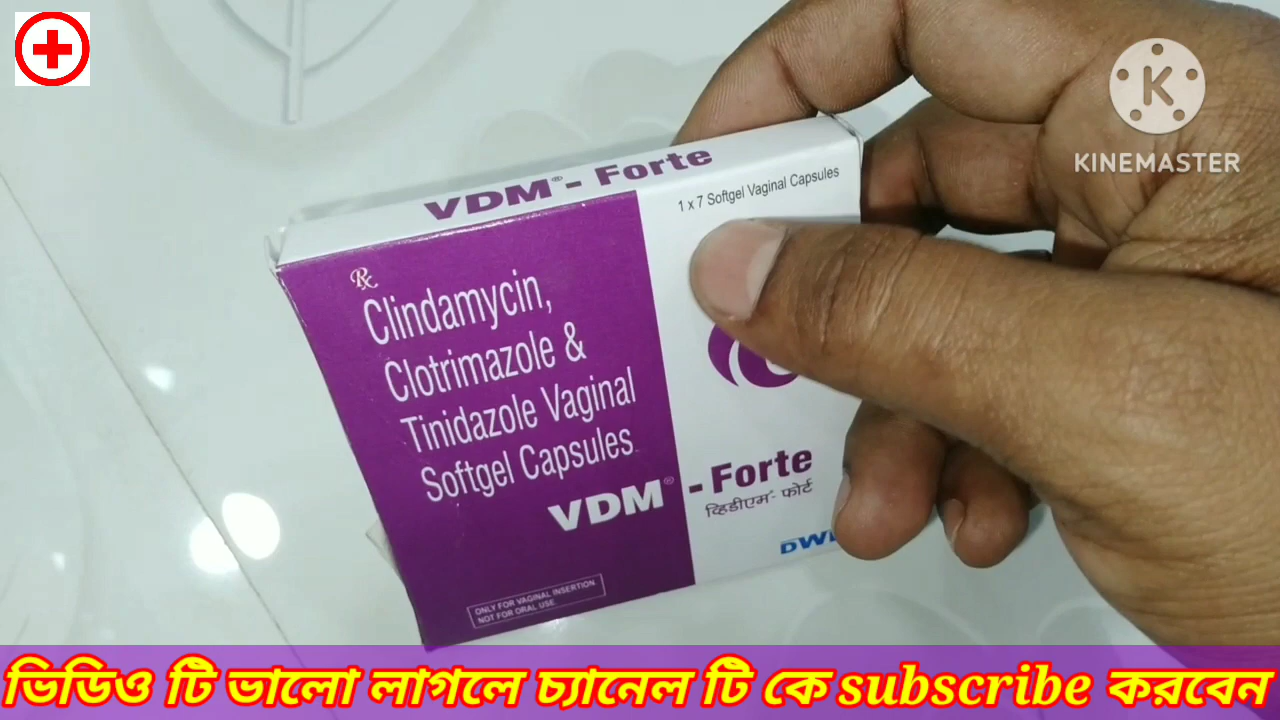 K
KINEMASTER
VDM® - Forte
1 x 7 Softgel Vaginal Capsules
Rx
Clindamycin,
Clotrimazole &
Tinidazole Vaginal
Softgel Capsules
VDM® - Forte
व्हिडीएम - फोर्ट
ONLY FOR VAGINAL INSERTION.
NOT FOR ORAL USE.
ভিডিও টি ভালো লাগলে চ্যানেল টি কে subscribe করবেন